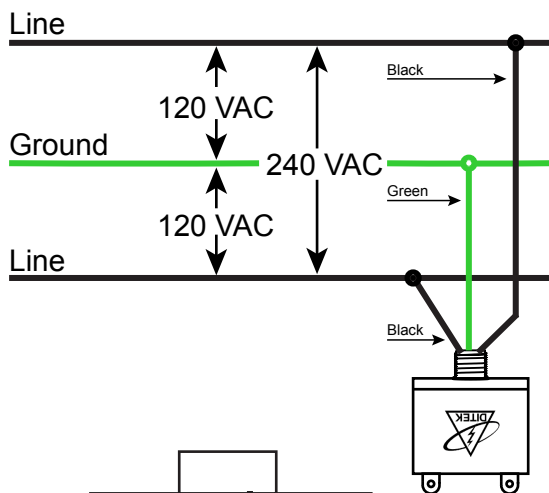 Line
Black
120 VAC
Ground
240 VAC
Green
120 VAC
Line
Black
DITEK